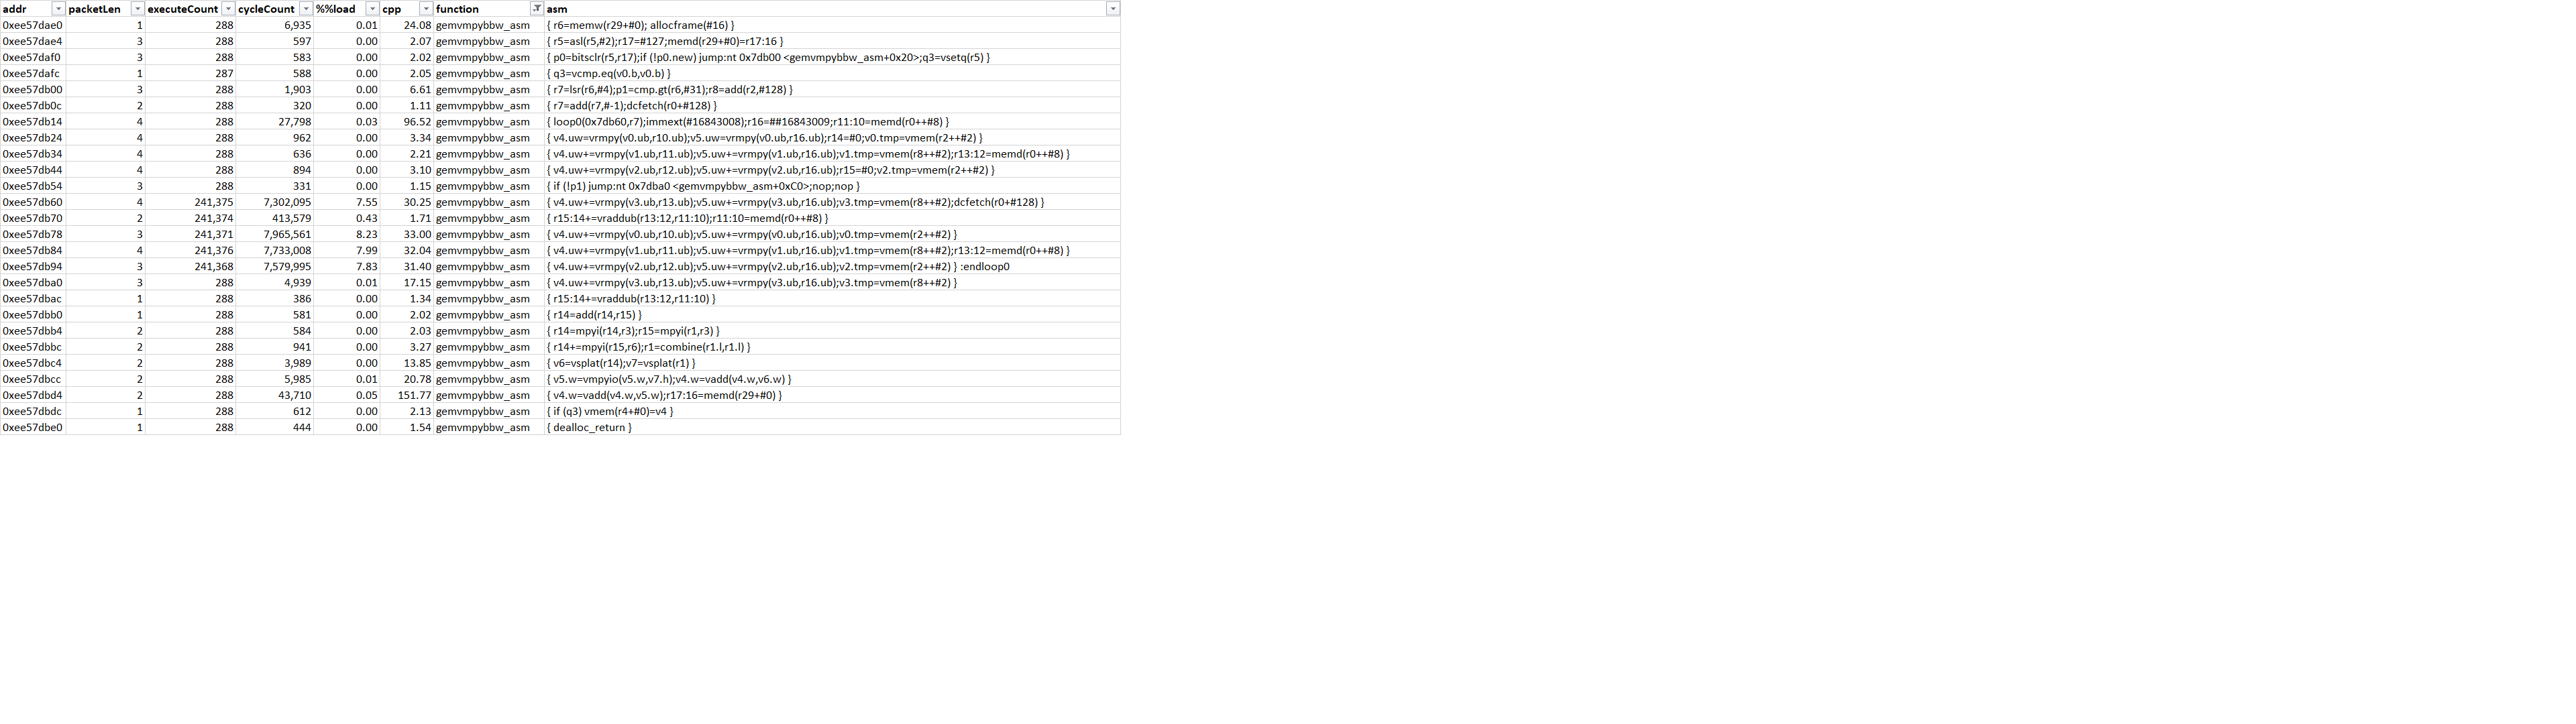 addr packetLen executeCount cycleCount %%load cpp function asm
0xee57dae0 1 288 6,935 0.01 24.08 gemvmpybbw_asm { r6=memw(r29+#0); allocframe(#16) }
0xee57dae4 3 288 597 0.00 2.07 gemvmpybbw_asm { r5=asl(r5,#2);r17=#127;memd(r29+#0)=r17:16 }
0xee57daf0 3 288 583 0.00 2.02 gemvmpybbw_asm { p0=bitsclr(r5,r17);if (!p0.new) jump:nt 0x7db00 <gemvmpybbw_asm+0x20>;q3=vsetq(r5) }
0xee57dafc 1 287 588 0.00 2.05 gemvmpybbw_asm { q3=vcmp.eq(v0.b,v0.b) }
0xee57db00 3 288 1,903 0.00 6.61 gemvmpybbw_asm { r7=lsr(r6,#4);p1=cmp.gt(r6,#31);r8=add(r2,#128) }
0xee57db0c 2 288 320 0.00 1.11 gemvmpybbw_asm { r7=add(r7,#-1);dcfetch(r0+#128) }
0xee57db14 4 288 27,798 0.03 96.52 gemvmpybbw_asm { loop0(0x7db60,r7);immext(#16843008);r16=##16843009;r11:10=memd(r0++#8) }
0xee57db24 4 288 962 0.00 3.34 gemvmpybbw_asm { v4.uw=vrmpy(v0.ub,r10.ub);v5.uw=vrmpy(v0.ub,r16.ub);r14=#0;v0.tmp=vmem(r2++#2) }
0xee57db34 4 288 636 0.00 2.21 gemvmpybbw_asm { v4.uw+=vrmpy(v1.ub,r11.ub);v5.uw+=vrmpy(v1.ub,r16.ub);v1.tmp=vmem(r8++#2);r13:12=memd(r0++#8) }
0xee57db44 4 288 894 0.00 3.10 gemvmpybbw_asm { v4.uw+=vrmpy(v2.ub,r12.ub);v5.uw+=vrmpy(v2.ub,r16.ub);r15=#0;v2.tmp=vmem(r2++#2) }
0xee57db54 3 288 331 0.00 1.15 gemvmpybbw_asm { if (!p1) jump:nt 0x7dba0 <gemvmpybbw_asm+0xC0>;nop;nop }
0xee57db60 4 241,375 7,302,095 7.55 30.25 gemvmpybbw_asm { v4.uw+=vrmpy(v3.ub,r13.ub);v5.uw+=vrmpy(v3.ub,r16.ub);v3.tmp=vmem(r8++#2);dcfetch(r0+#128) }
0xee57db70 2 241,374 413,579 0.43 1.71 gemvmpybbw_asm { r15:14+=vraddub(r13:12,r11:10);r11:10=memd(r0++#8) }
0xee57db78 3 241,371 7,965,561 8.23 33.00 gemvmpybbw_asm { v4.uw+=vrmpy(v0.ub,r10.ub);v5.uw+=vrmpy(v0.ub,r16.ub);v0.tmp=vmem(r2++#2) }
0xee57db84 4 241,376 7,733,008 7.99 32.04 gemvmpybbw_asm { v4.uw+=vrmpy(v1.ub,r11.ub);v5.uw+=vrmpy(v1.ub,r16.ub);v1.tmp=vmem(r8++#2);r13:12=memd(r0++#8) }
0xee57db94 3 241,368 7,579,995 7.83 31.40 gemvmpybbw_asm { v4.uw+=vrmpy(v2.ub,r12.ub);v5.uw+=vrmpy(v2.ub,r16.ub);v2.tmp=vmem(r2++#2) } :endloop0
0xee57dba0 3 288 4,939 0.01 17.15 gemvmpybbw_asm { v4.uw+=vrmpy(v3.ub,r13.ub);v5.uw+=vrmpy(v3.ub,r16.ub);v3.tmp=vmem(r8++#2) }
0xee57dbac 1 288 386 0.00 1.34 gemvmpybbw_asm { r15:14+=vraddub(r13:12,r11:10) }
0xee57dbb0 1 288 581 0.00 2.02 gemvmpybbw_asm { r14=add(r14,r15) }
0xee57dbb4 2 288 584 0.00 2.03 gemvmpybbw_asm { r14=mpyi(r14,r3);r15=mpyi(r1,r3) }
0xee57dbbc 2 288 941 0.00 3.27 gemvmpybbw_asm { r14+=mpyi(r15,r6);r1=combine(r1.l,r1.l) }
0xee57dbc4 2 288 3,989 0.00 13.85 gemvmpybbw_asm { v6=vsplat(r14);v7=vsplat(r1) }
0xee57dbcc 2 288 5,985 0.01 20.78 gemvmpybbw_asm { v5.w=vmpyio(v5.w,v7.h);v4.w=vadd(v4.w,v6.w) }
0xee57dbd4 2 288 43,710 0.05 151.77 gemvmpybbw_asm { v4.w=vadd(v4.w,v5.w);r17:16=memd(r29+#0) }
0xee57dbdc 1 288 612 0.00 2.13 gemvmpybbw_asm { if (q3) vmem(r4+#0)=v4 }
0xee57dbe0 1 288 444 0.00 1.54 gemvmpybbw_asm { dealloc_return }